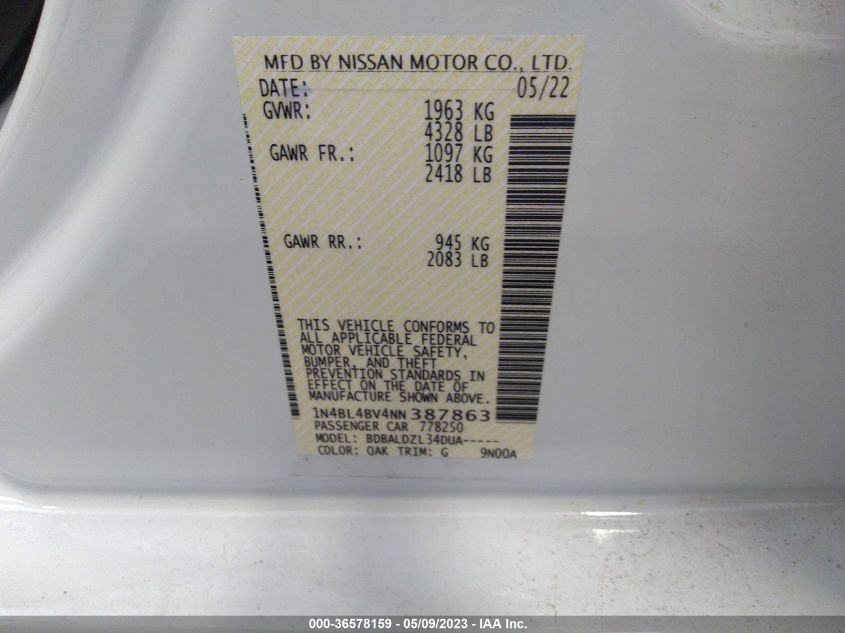 MFD BY NISSAN MOTOR CO., LTD.
DATE: 05/22
GVWR: 1963 KG
4328 LB
GAWR FR.: 1097 KG
2418 LB
GAWR RR.: 945 KG
2083 LB
THIS VEHICLE CONFORMS TO
ALL APPLICABLE FEDERAL
MOTOR VEHICLE SAFETY,
BUMPER, AND THEFT
PREVENTION STANDARDS IN
EFFECT ON THE DATE OF
MANUFACTURE SHOWN ABOVE.
1N4BL4BV4NN387863
PASSENGER CAR 778250
MODEL: BDBALDZL34DUA-----
COLOR: QAK TRIM: G 9N00A
000-36578159 - 05/09/2023 - IAA Inc.